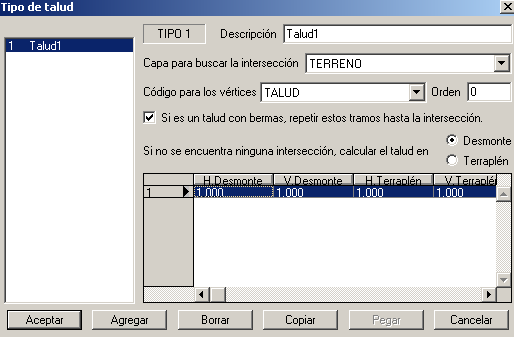 Tipo de talud
1 Talud1
TIPO 1 Descripción Talud1
Capa para buscar la intersección TERRENO
Código para los vértices TALUD Orden 0
Si es un talud con bermas, repetir estos tramos hasta la intersección.
Si no se encuentra ninguna intersección, calcular el talud en
Desmonte
Terraplén
H Desmonte V Desmonte H Terraplén V Terraplén
1 1.000 1.000 1.000 1.000
Aceptar Agregar Borrar Copiar Pegar Cancelar